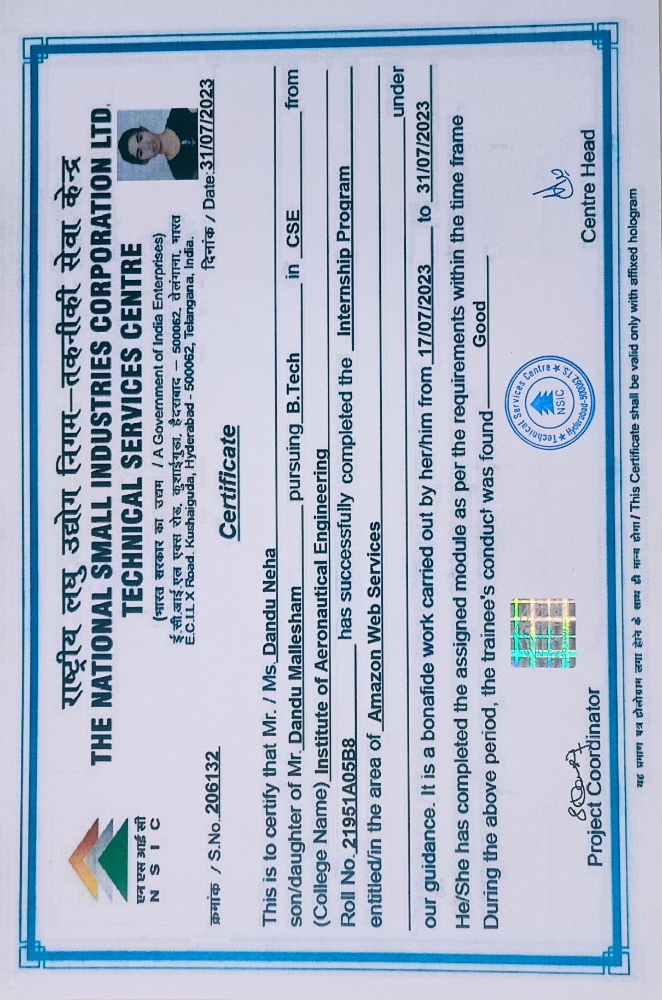 राष्ट्रीय लघु उद्योग निगम–तकनीकी सेवा केन्द्र
THE NATIONAL SMALL INDUSTRIES CORPORATION LTD.
TECHNICAL SERVICES CENTRE
(भारत सरकार का उद्यम / A Government of India Enterprises)
ई.सी.आई.एल एक्स रोड. कुशाईगुडा. हैदराबाद – 500062. तेलंगाना. भारत
E.C.I.L X Road. Kushaiguda, Hyderabad - 500062, Telangana, India.
एन एस आई सी
N S I C
क्रमांक / S.No. 206132
दिनांक / Date:31/07/2023
Certificate
This is to certify that Mr. / Ms. Dandu Neha
son/daughter of Mr. Dandu Mallesham pursuing B.Tech in CSE from
(College Name) Institute of Aeronautical Engineering
Roll No. 21951A05B8 has successfully completed the Internship Program
entitled/in the area of Amazon Web Services
under
our guidance. It is a bonafide work carried out by her/him from 17/07/2023 to 31/07/2023
He/She has completed the assigned module as per the requirements within the time frame
During the above period, the trainee's conduct was found Good
Technical Services Centre ★ Hyderabad-500062.TS. ★
NSIC
Project Coordinator
Centre Head
यह प्रमाण पत्र होलोग्राम लगा होने के साथ ही मान्य होगा/ This Certificate shall be valid only with affixed hologram